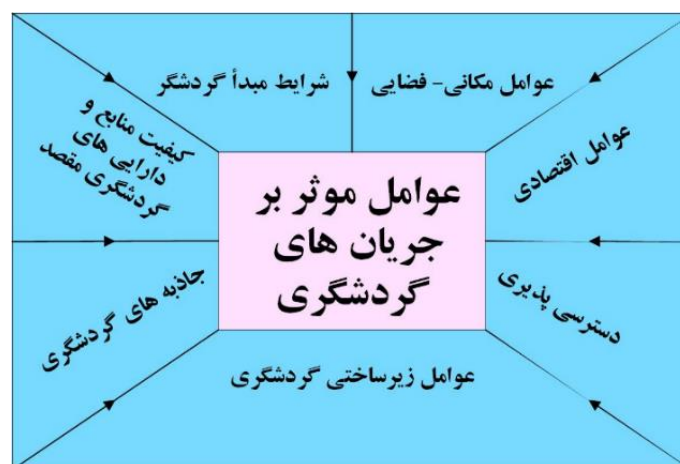 عوامل مکانی- فضایی
شرایط مبدأ گردشگر
عوامل اقتصادی
کیفیت منابع و
دارایی های
گردشگری مقصد
عوامل موثر بر
جریان های
گردشگری
دسترسی پذیری
جاذبه های گردشگری
عوامل زیرساختی گردشگری